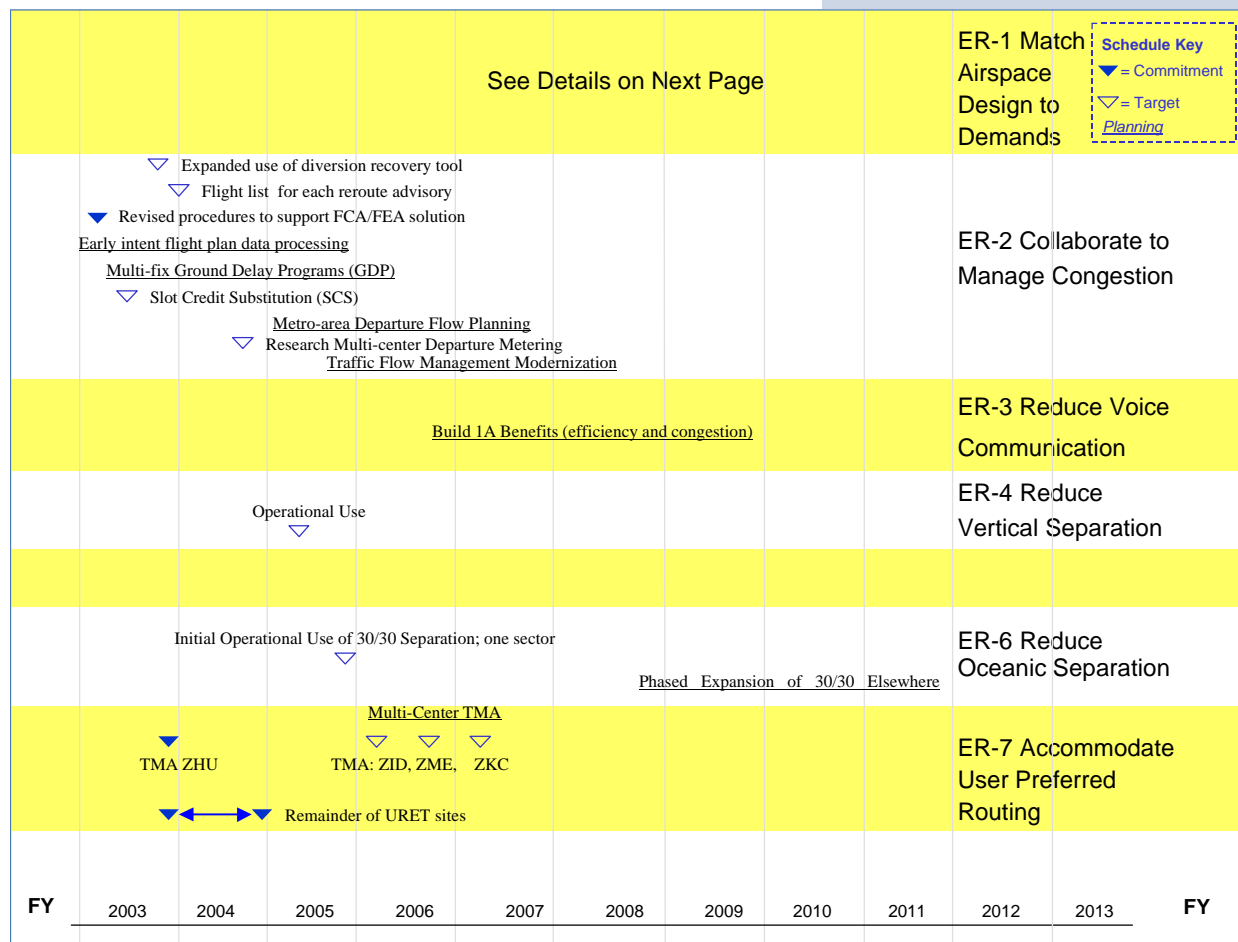 See Details on Next Page
ER-1 Match
Airspace
Design to
Demands
Schedule Key
= Commitment
= Target
Planning
Expanded use of diversion recovery tool
Flight list for each reroute advisory
Revised procedures to support FCA/FEA solution
Early intent flight plan data processing
Multi-fix Ground Delay Programs (GDP)
Slot Credit Substitution (SCS)
Metro-area Departure Flow Planning
Research Multi-center Departure Metering
Traffic Flow Management Modernization
ER-2 Collaborate to
Manage Congestion
Build 1A Benefits (efficiency and congestion)
ER-3 Reduce Voice
Communication
Operational Use
ER-4 Reduce
Vertical Separation
Initial Operational Use of 30/30 Separation; one sector
Phased Expansion of 30/30 Elsewhere
ER-6 Reduce
Oceanic Separation
Multi-Center TMA
TMA ZHU
TMA: ZID, ZME, ZKC
Remainder of URET sites
ER-7 Accommodate
User Preferred
Routing
FY 2003 2004 2005 2006 2007 2008 2009 2010 2011 2012 2013 FY